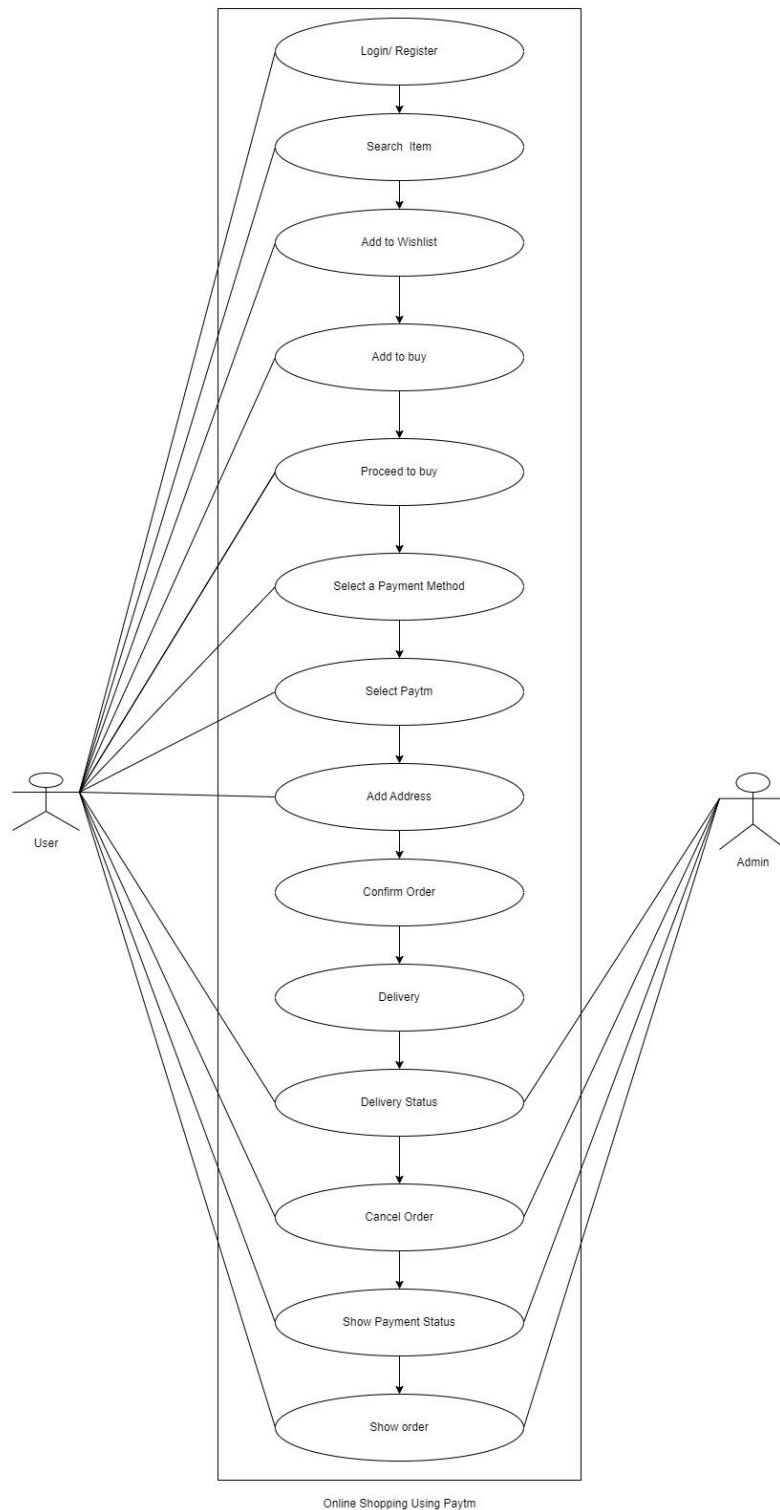 Login/ Register
Search Item
Add to Wishlist
Add to buy
Proceed to buy
Select a Payment Method
Select Paytm
Add Address
User
Admin
Confirm Order
Delivery
Delivery Status
Cancel Order
Show Payment Status
Show order
Online Shopping Using Paytm